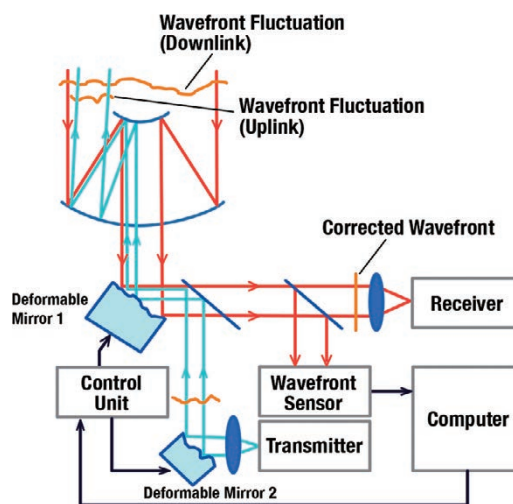 Wavefront Fluctuation
(Downlink)
Wavefront Fluctuation
(Uplink)
Corrected Wavefront
Deformable
Mirror 1
Receiver
Control
Unit
Wavefront
Sensor
Computer
Transmitter
Deformable Mirror 2